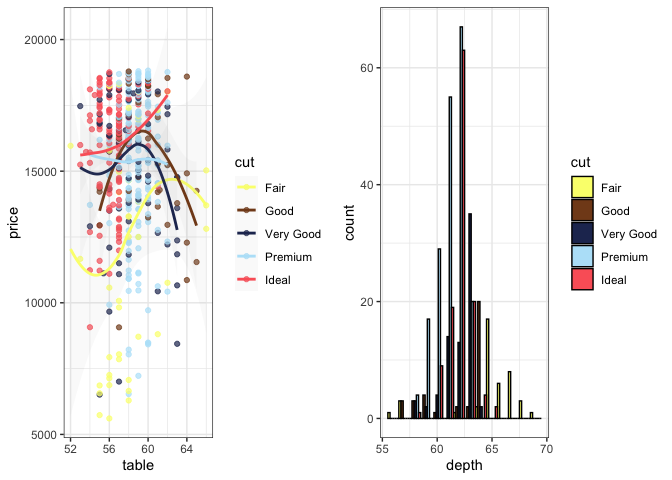 20000
15000
10000
5000
price
52 56 60 64
table
cut
Fair
Good
Very Good
Premium
Ideal
60
40
20
0
count
55 60 65 70
depth
cut
Fair
Good
Very Good
Premium
Ideal